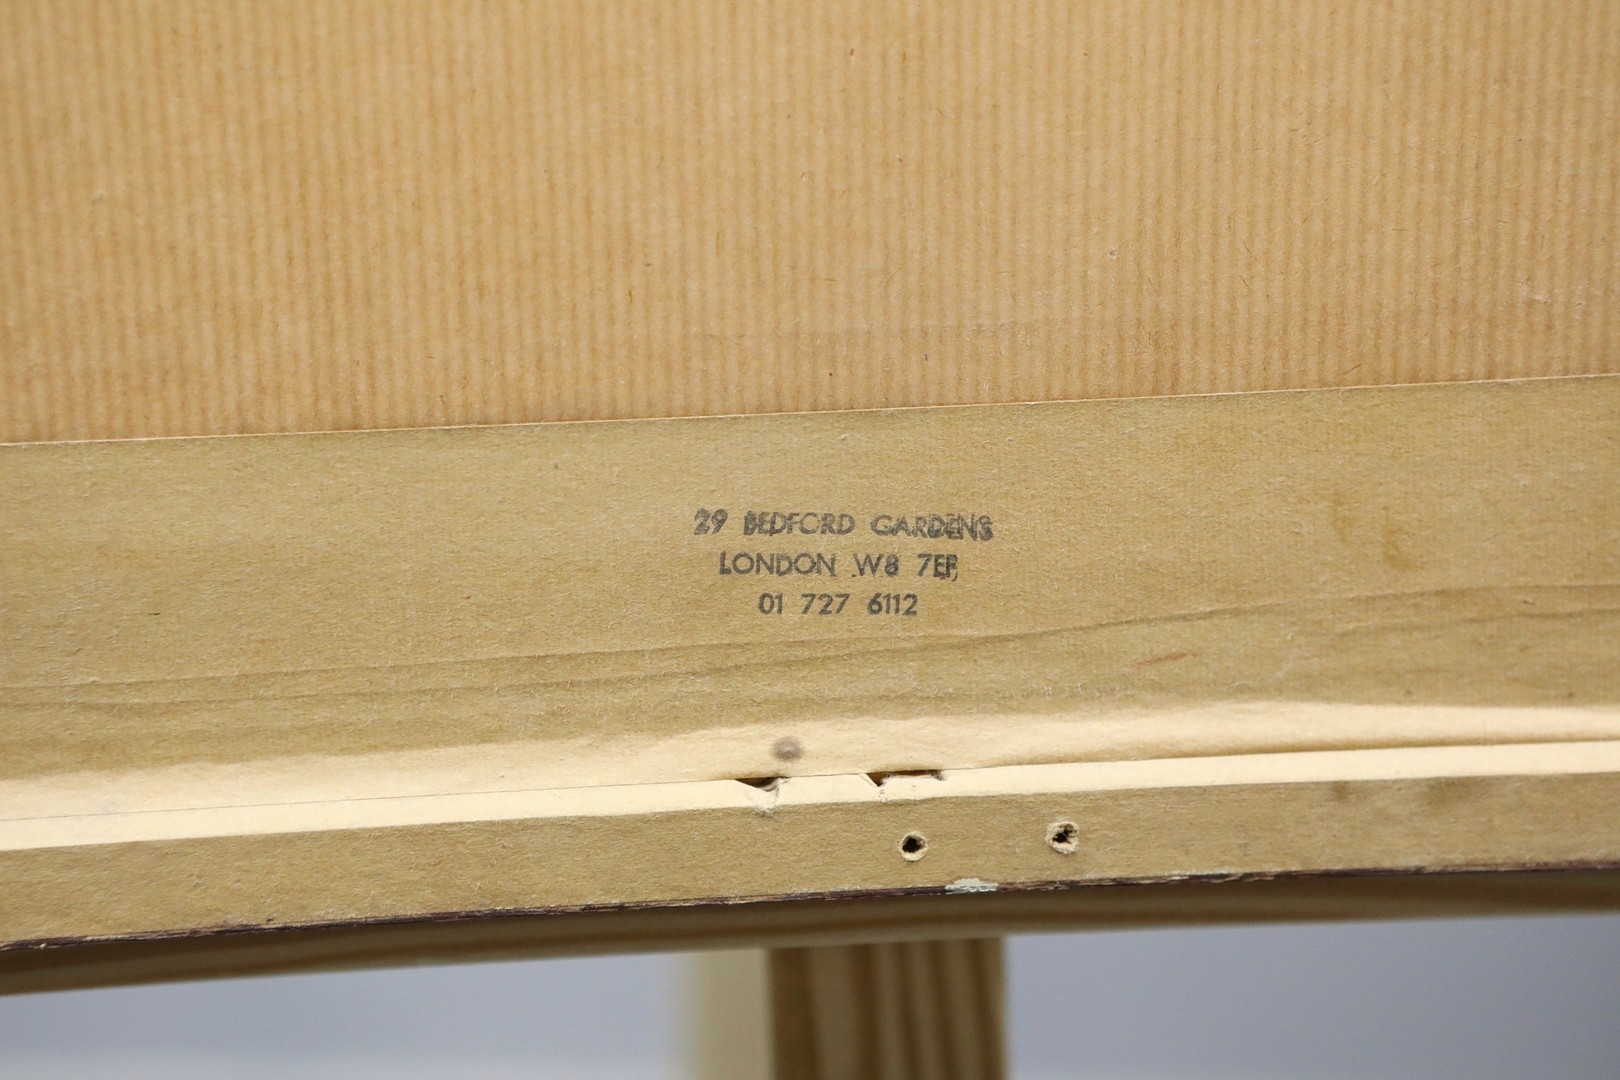 29 BEDFORD GARDENS
LONDON W8 7EF
01 727 6112